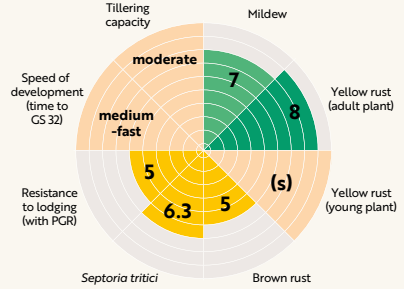 Tillering
capacity
Mildew
moderate
7
Speed of
development
(time to
GS 32)
medium
-fast
8
Yellow rust
(adult plant)
5
(s)
Resistance
to lodging
(with PGR)
6.3
5
Yellow rust
(young plant)
Septoria tritici
Brown rust